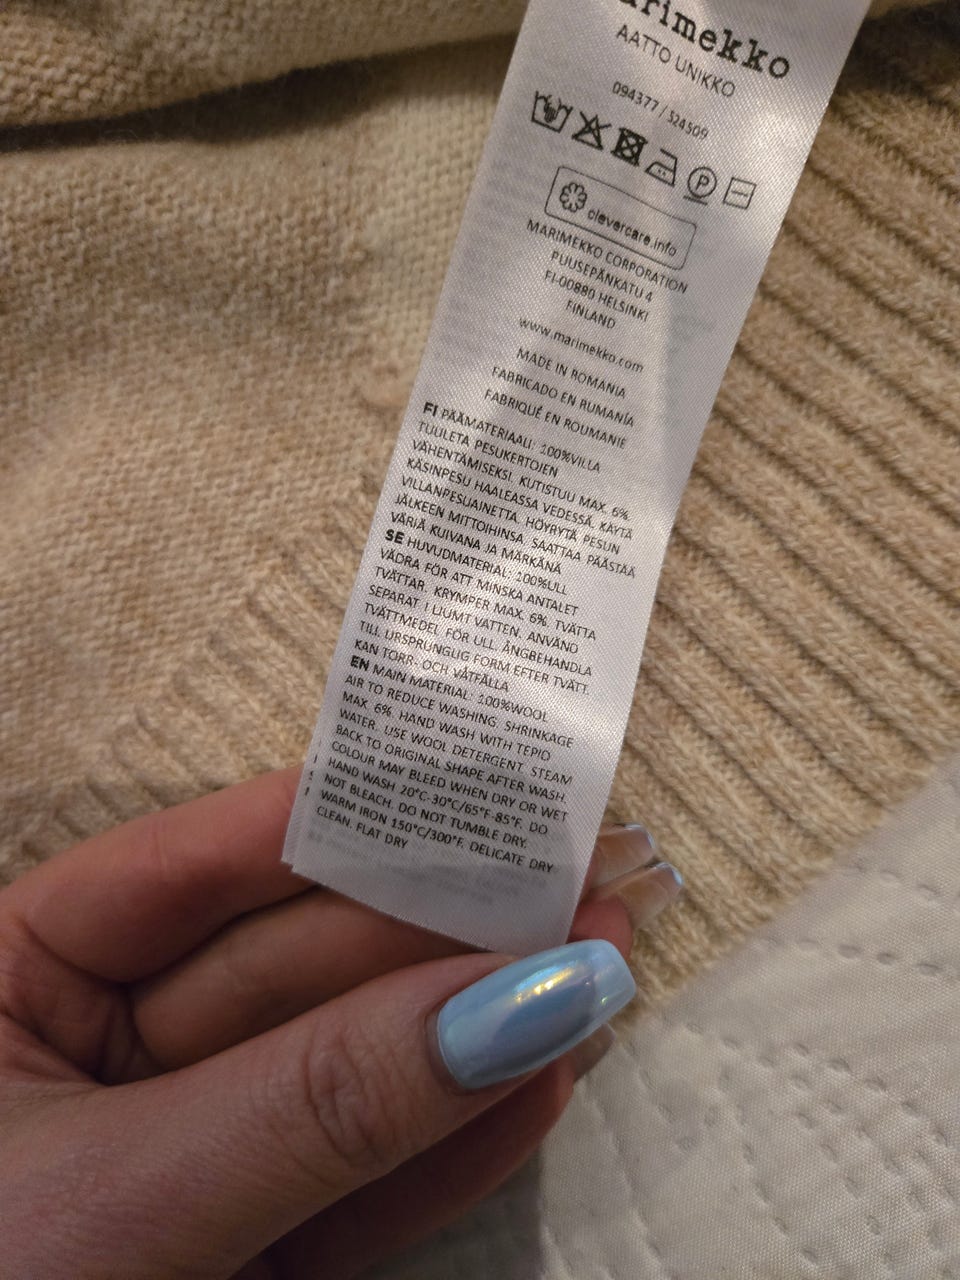 marimekko
AATTO UNIKKO
094377 / 524509
P
clevercare.info
MARIMEKKO CORPORATION
PUUSEPÄNKATU 4
FI-00880 HELSINKI
FINLAND
www.marimekko.com
MADE IN ROMANIA
FABRICADO EN RUMANÍA
FABRIQUÉ EN ROUMANIE
FI PÄÄMATERIAALI: 100%VILLA
TUULETA PESUKERTOJEN
VÄHENTÄMISEKSI. KUTISTUU MAX. 6%.
KÄSINPESU HAALEASSA VEDESSÄ. KÄYTÄ
VILLANPESUAINETTA. HÖYRYTÄ PESUN
JÄLKEEN MITTOIHINSA. SAATTAA PÄÄSTÄÄ
VÄRIÄ KUIVANA JA MÄRKÄNÄ
SE HUVUDMATERIAL: 100%ULL
VÄDRA FÖR ATT MINSKA ANTALET
TVÄTTAR. KRYMPER MAX. 6%. TVÄTTA
SEPARAT I LJUMT VATTEN. ANVÄND
TVÄTTMEDEL FÖR ULL. ÅNGBEHANDLA
TILL URSPRUNGLIG FORM EFTER TVÄTT.
KAN TORR- OCH VÅTFÄLLA
EN MAIN MATERIAL: 100%WOOL
AIR TO REDUCE WASHING. SHRINKAGE
MAX. 6%. HAND WASH WITH TEPID
WATER. USE WOOL DETERGENT. STEAM
BACK TO ORIGINAL SHAPE AFTER WASH.
COLOUR MAY BLEED WHEN DRY OR WET
HAND WASH 20°C-30°C/65°F-85°F. DO
NOT BLEACH. DO NOT TUMBLE DRY.
WARM IRON 150°C/300°F. DELICATE DRY
CLEAN. FLAT DRY